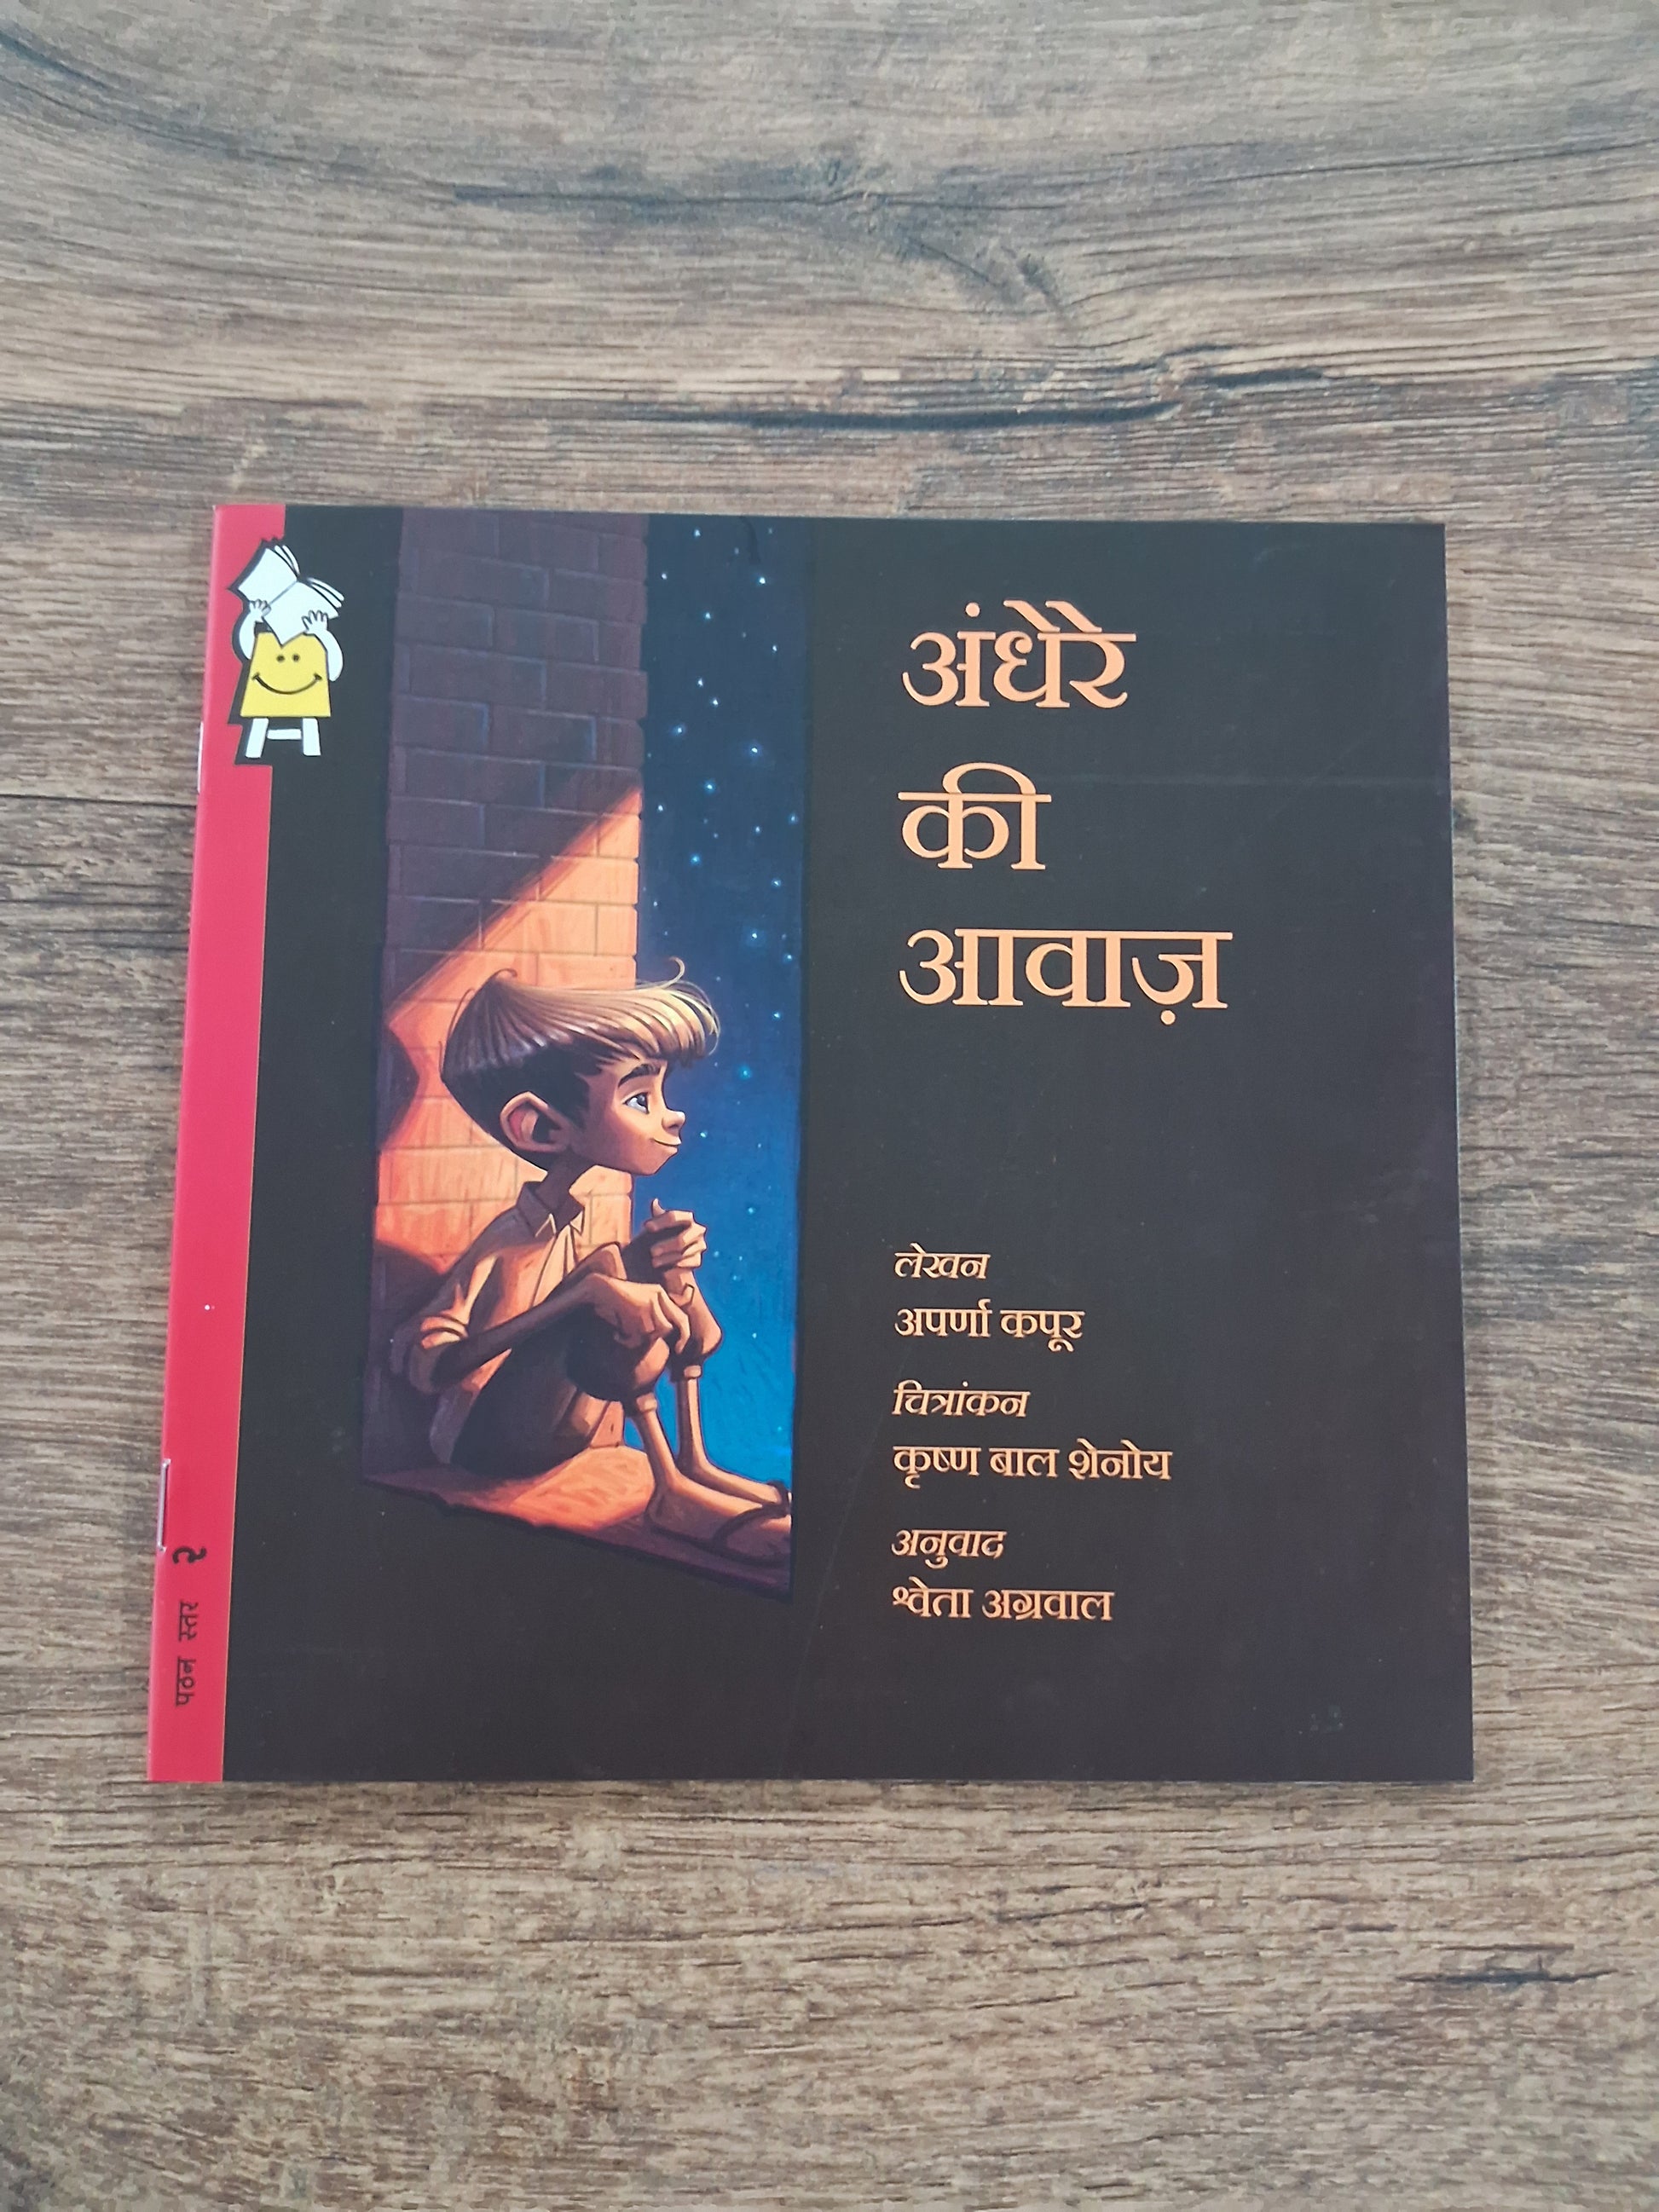 अंधेरे
की
आवाज़
लेखन
अपर्णा कपूर
चित्रांकन
कृष्ण बाल शेनोय
अनुवाद
श्वेता अग्रवाल
पठन स्तर २